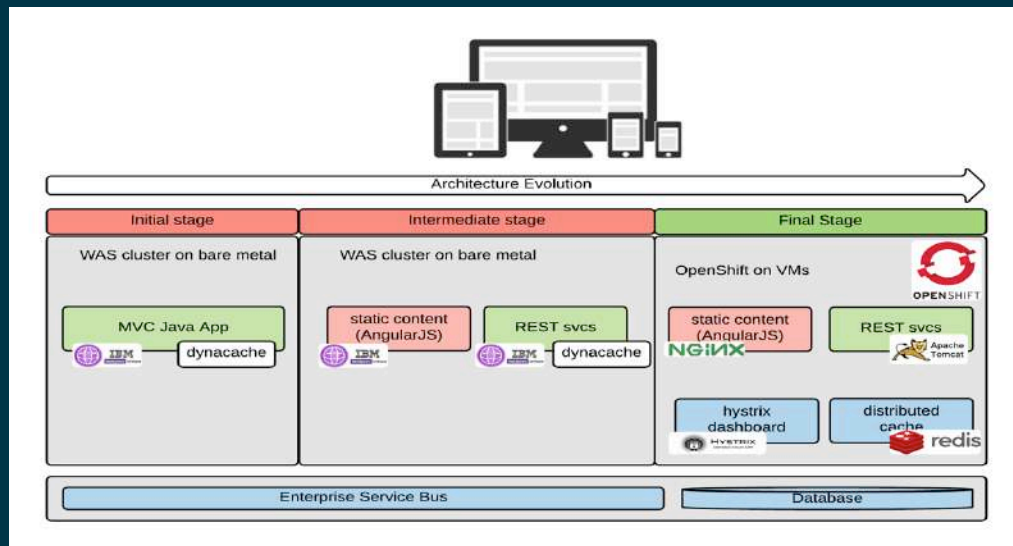 Architecture Evolution
Initial stage
Intermediate stage
Final Stage
WAS cluster on bare metal
MVC Java App
IBM
dynacache
WAS cluster on bare metal
static content
(AngularJS)
IBM
REST svcs
IBM
dynacache
OpenShift on VMs
OPENSHIFT
static content
(AngularJS)
NGiNX
REST svcs
Apache
Tomcat
hystrix
dashboard
HYSTRIX
distributed
cache
redis
Enterprise Service Bus
Database